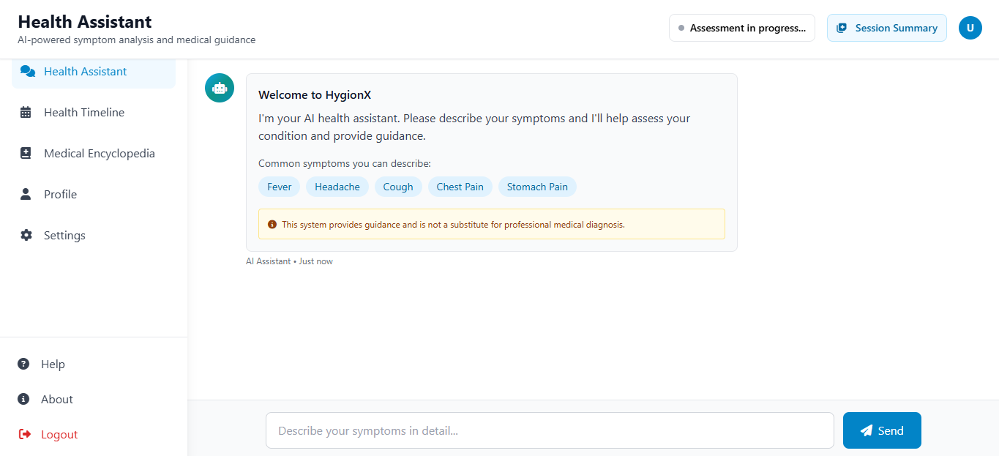 Health Assistant
AI-powered symptom analysis and medical guidance
Assessment in progress...
Session Summary
U
Health Assistant
Health Timeline
Medical Encyclopedia
Profile
Settings
Help
About
Logout
Welcome to HygionX
I'm your AI health assistant. Please describe your symptoms and I'll help assess your
condition and provide guidance.
Common symptoms you can describe:
Fever Headache Cough Chest Pain Stomach Pain
This system provides guidance and is not a substitute for professional medical diagnosis.
AI Assistant • Just now
Describe your symptoms in detail...
Send